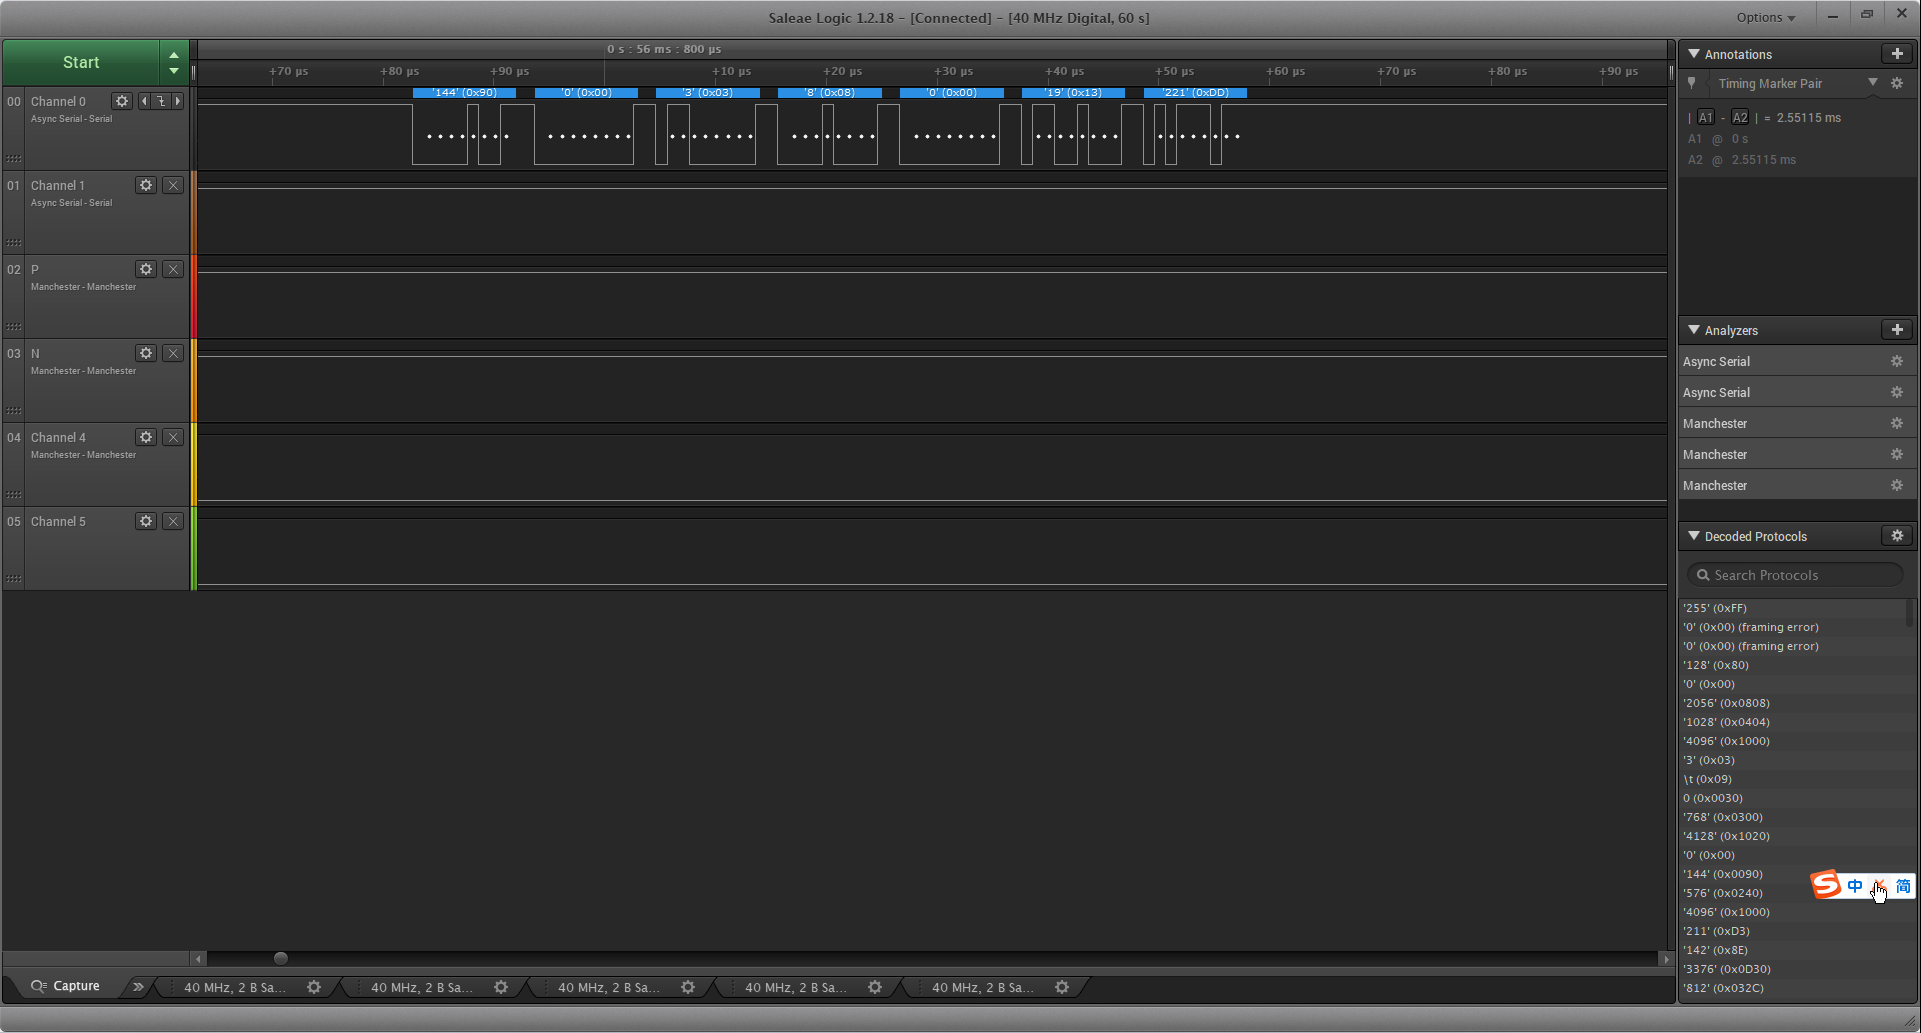 Saleae Logic 1.2.18 - [Connected] - [40 MHz Digital, 60 s]
Options
Start
0 s : 56 ms : 800 µs
+70 µs +80 µs +90 µs +10 µs +20 µs +30 µs +40 µs +50 µs +60 µs +70 µs +80 µs +90 µs
'144' (0x90) '0' (0x00) '3' (0x03) '8' (0x08) '0' (0x00) '19' (0x13) '221' (0xDD)
00 Channel 0
Async Serial - Serial
01 Channel 1
Async Serial - Serial
02 P
Manchester - Manchester
03 N
Manchester - Manchester
04 Channel 4
Manchester - Manchester
05 Channel 5
Annotations
Timing Marker Pair
| A1 - A2 | = 2.55115 ms
A1 @ 0 s
A2 @ 2.55115 ms
Analyzers
Async Serial
Async Serial
Manchester
Manchester
Manchester
Decoded Protocols
Search Protocols
'255' (0xFF)
'0' (0x00) (framing error)
'0' (0x00) (framing error)
'128' (0x80)
'0' (0x00)
'2056' (0x0808)
'1028' (0x0404)
'4096' (0x1000)
'3' (0x03)
\t (0x09)
0 (0x0030)
'768' (0x0300)
'4128' (0x1020)
'0' (0x00)
'144' (0x0090)
'576' (0x0240)
'4096' (0x1000)
'211' (0xD3)
'142' (0x8E)
'3376' (0x0D30)
'812' (0x032C)
S 中 简
Capture
40 MHz, 2 B Sa... 40 MHz, 2 B Sa... 40 MHz, 2 B Sa... 40 MHz, 2 B Sa... 40 MHz, 2 B Sa...